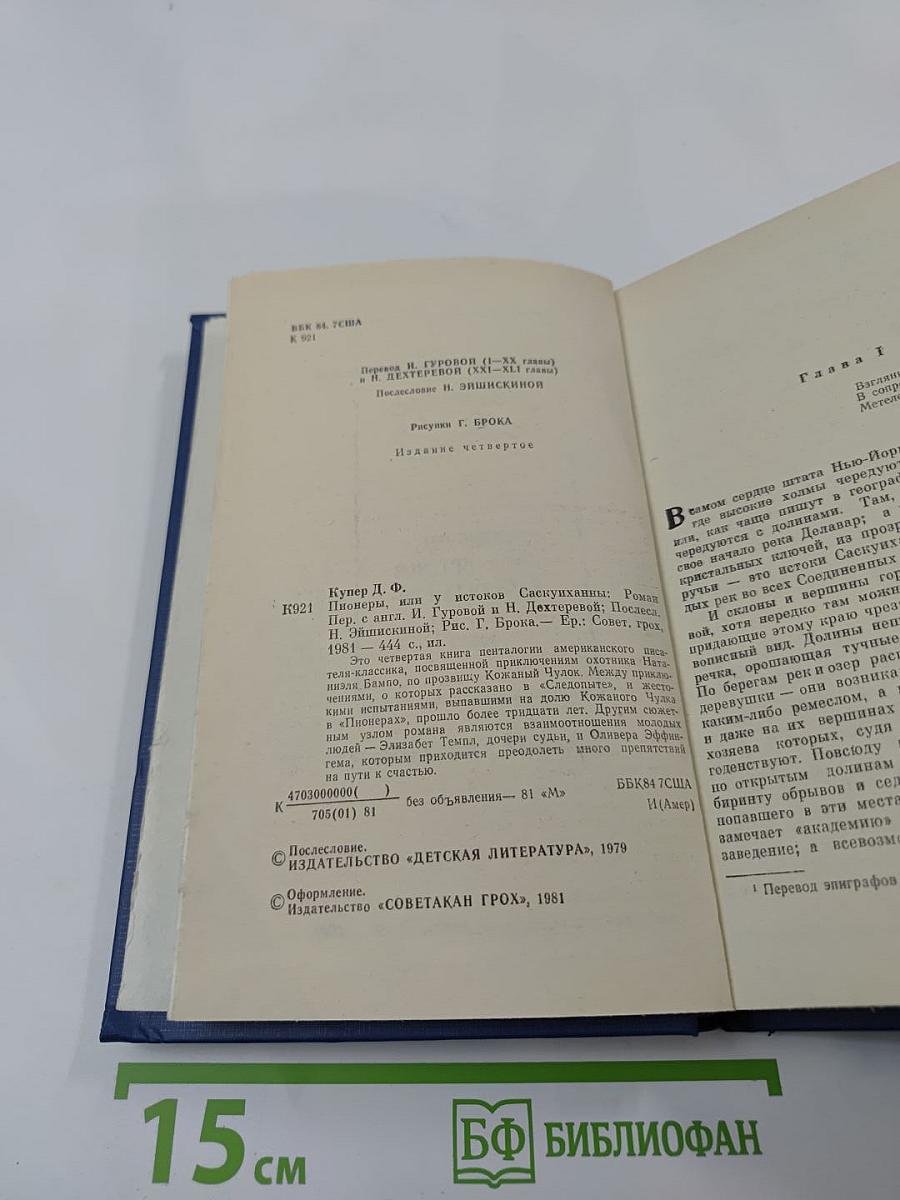 ББК 84. 7США
К 921
Перевод И. ГУРОВОЙ (I—XX главы)
и Н. ДЕХТЕРЕВОЙ (XXI—XLI главы)
Послесловие Н. ЭЙШИСКИНОЙ
Рисунки Г. БРОКА
Издание четвертое
Купер Д. Ф.
К921 Пионеры, или у истоков Саскуиханны: Роман
Пер. с англ. И. Гуровой и Н. Дехтеревой; Послесл.
Н. Эйшискиной; Рис. Г. Брока.— Ер.: Совет. грох,
1981 — 444 с., ил.
Это четвертая книга пенталогии американского писа-
теля-классика, посвященной приключениям охотника Ната-
ниэля Бампо, по прозвищу Кожаный Чулок. Между приклю-
чениями, о которых рассказано в «Следопыте», и жесто-
кими испытаниями, выпавшими на долю Кожаного Чулка
в «Пионерах», прошло более тридцати лет. Другим сюжет-
ным узлом романа являются взаимоотношения молодых
людей — Элизабет Темпл, дочери судьи, и Оливера Эффин-
гема, которым приходится преодолеть много препятствий
на пути к счастью.
К 4703000000( )
705(01) 81 без объявления— 81 «М»
ББК84 7США
И(Амер)
© Послесловие.
ИЗДАТЕЛЬСТВО «ДЕТСКАЯ ЛИТЕРАТУРА», 1979
© Оформление.
Издательство «СОВЕТАКАН ГРОХ», 1981
Глава I
Взгляни
В сопр
Метеле
В самом сердце штата Нью-Йорк
где высокие холмы чередуют
или, как чаще пишут в географ
чередуются с долинами. Там,
свое начало река Делавар; а
кристальных ключей, из прозр
ручьи — это истоки Саскуиха
дых рек во всех Соединенных
И склоны и вершины гор
вой, хотя нередко там можн
придающие этому краю чрез
вописный вид. Долины неш
речка, орошая тучные
По берегам рек и озер рас
деревушки — они возника
каким-либо ремеслом, а
и даже на их вершинах
хозяева которых, судя
годенствуют. Повсюду
по открытым долинам
биринту обрывов и сед
попавшего в эти места
замечает «академию»
заведение; а всевозмо
1 Перевод эпиграфов
15 см
БФ БИБЛИОФАН